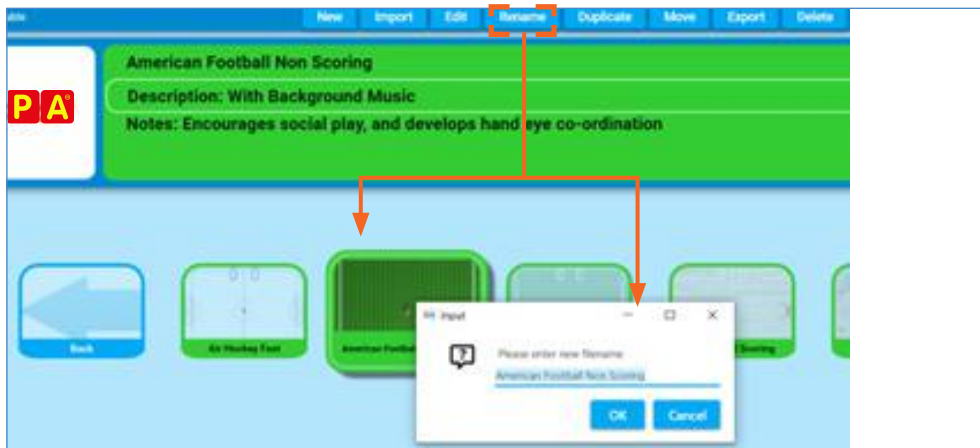 New Import Edit Rename Duplicate Move Export Delete
American Football Non Scoring
PA
Description: With Background Music
Notes: Encourages social play, and develops hand eye co-ordination
Input
Please enter new filename
American Football Non Scoring
Back
Air Hockey Fast
American Football
Scoring
OK Cancel